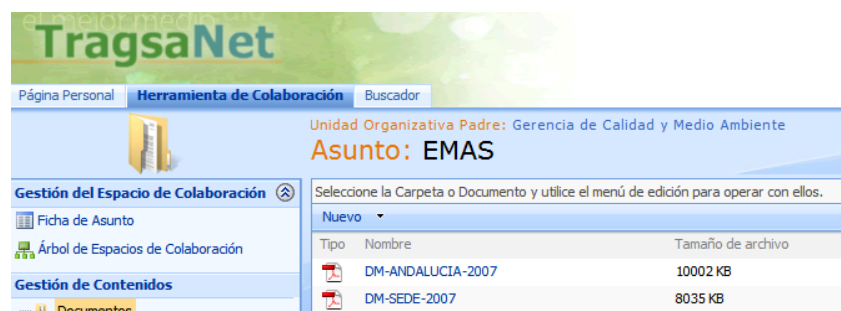 el mejor medio
TragsaNet
Página Personal Herramienta de Colaboración Buscador
Unidad Organizativa Padre: Gerencia de Calidad y Medio Ambiente
Asunto: EMAS
Gestión del Espacio de Colaboración
Seleccione la Carpeta o Documento y utilice el menú de edición para operar con ellos.
Ficha de Asunto
Nuevo
Árbol de Espacios de Colaboración
Tipo Nombre Tamaño de archivo
DM-ANDALUCIA-2007 10002 KB
Gestión de Contenidos
DM-SEDE-2007 8035 KB
Documentos